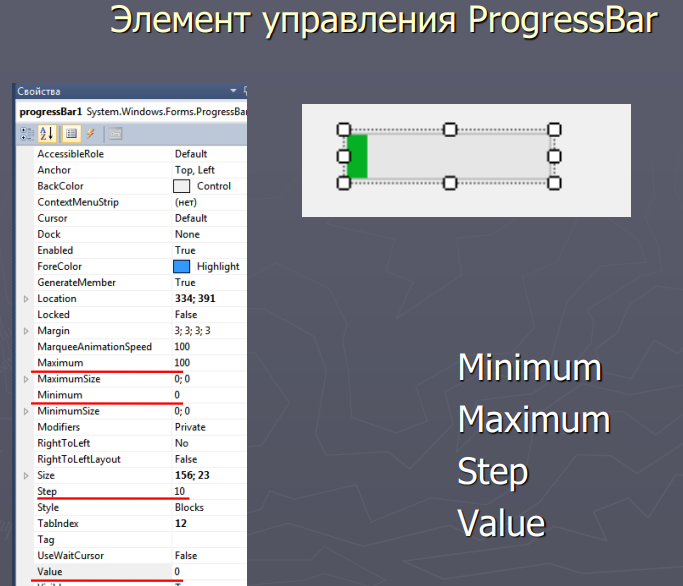 Элемент управления ProgressBar
Свойства
progressBar1 System.Windows.Forms.ProgressBar
AccessibleRole Default
Anchor Top, Left
BackColor Control
ContextMenuStrip (нет)
Cursor Default
Dock None
Enabled True
ForeColor Highlight
GenerateMember True
Location 334; 391
Locked False
Margin 3; 3; 3; 3
MarqueeAnimationSpeed 100
Maximum 100
MaximumSize 0; 0
Minimum 0
MinimumSize 0; 0
Modifiers Private
RightToLeft No
RightToLeftLayout False
Size 156; 23
Step 10
Style Blocks
TabIndex 12
Tag
UseWaitCursor False
Value 0
Minimum
Maximum
Step
Value